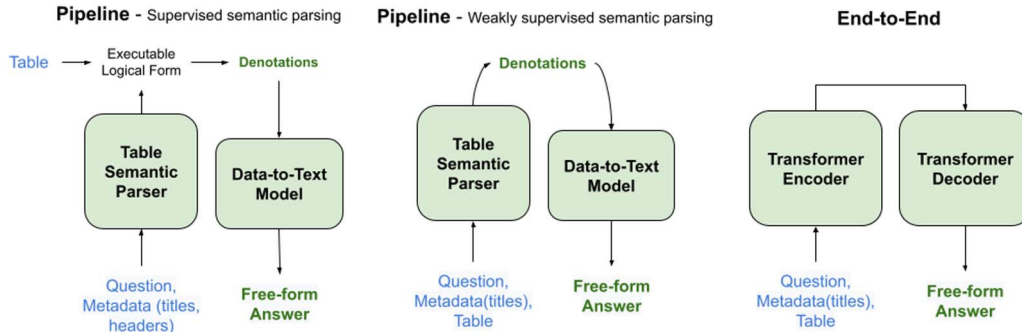 Pipeline - Supervised semantic parsing
Table
Executable
Logical Form
Denotations
Table
Semantic
Parser
Data-to-Text
Model
Question,
Metadata (titles,
headers)
Free-form
Answer
Pipeline - Weakly supervised semantic parsing
Denotations
Table
Semantic
Parser
Data-to-Text
Model
Question,
Metadata(titles),
Table
Free-form
Answer
End-to-End
Transformer
Encoder
Transformer
Decoder
Question,
Metadata(titles),
Table
Free-form
Answer